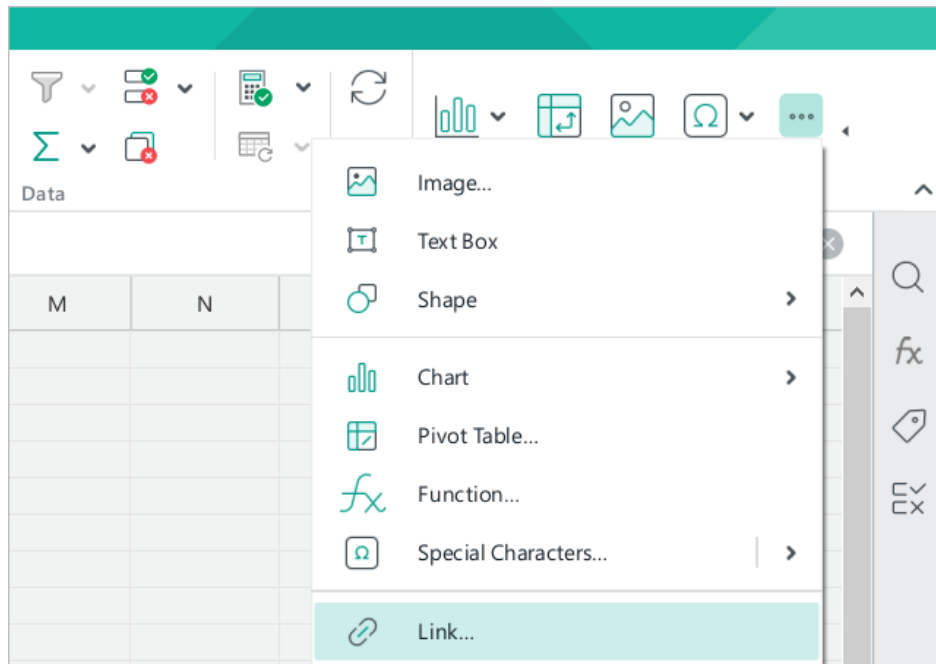 Data
Image...
Text Box
Shape
M N
Chart
Pivot Table...
Function...
Special Characters...
Link...